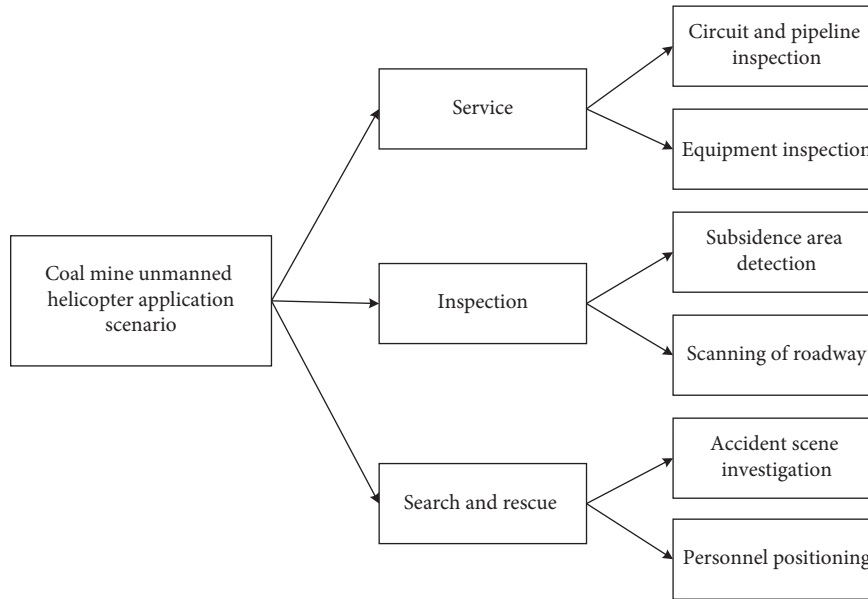 Coal mine unmanned
helicopter application
scenario
Service
Inspection
Search and rescue
Circuit and pipeline
inspection
Equipment inspection
Subsidence area
detection
Scanning of roadway
Accident scene
investigation
Personnel positioning